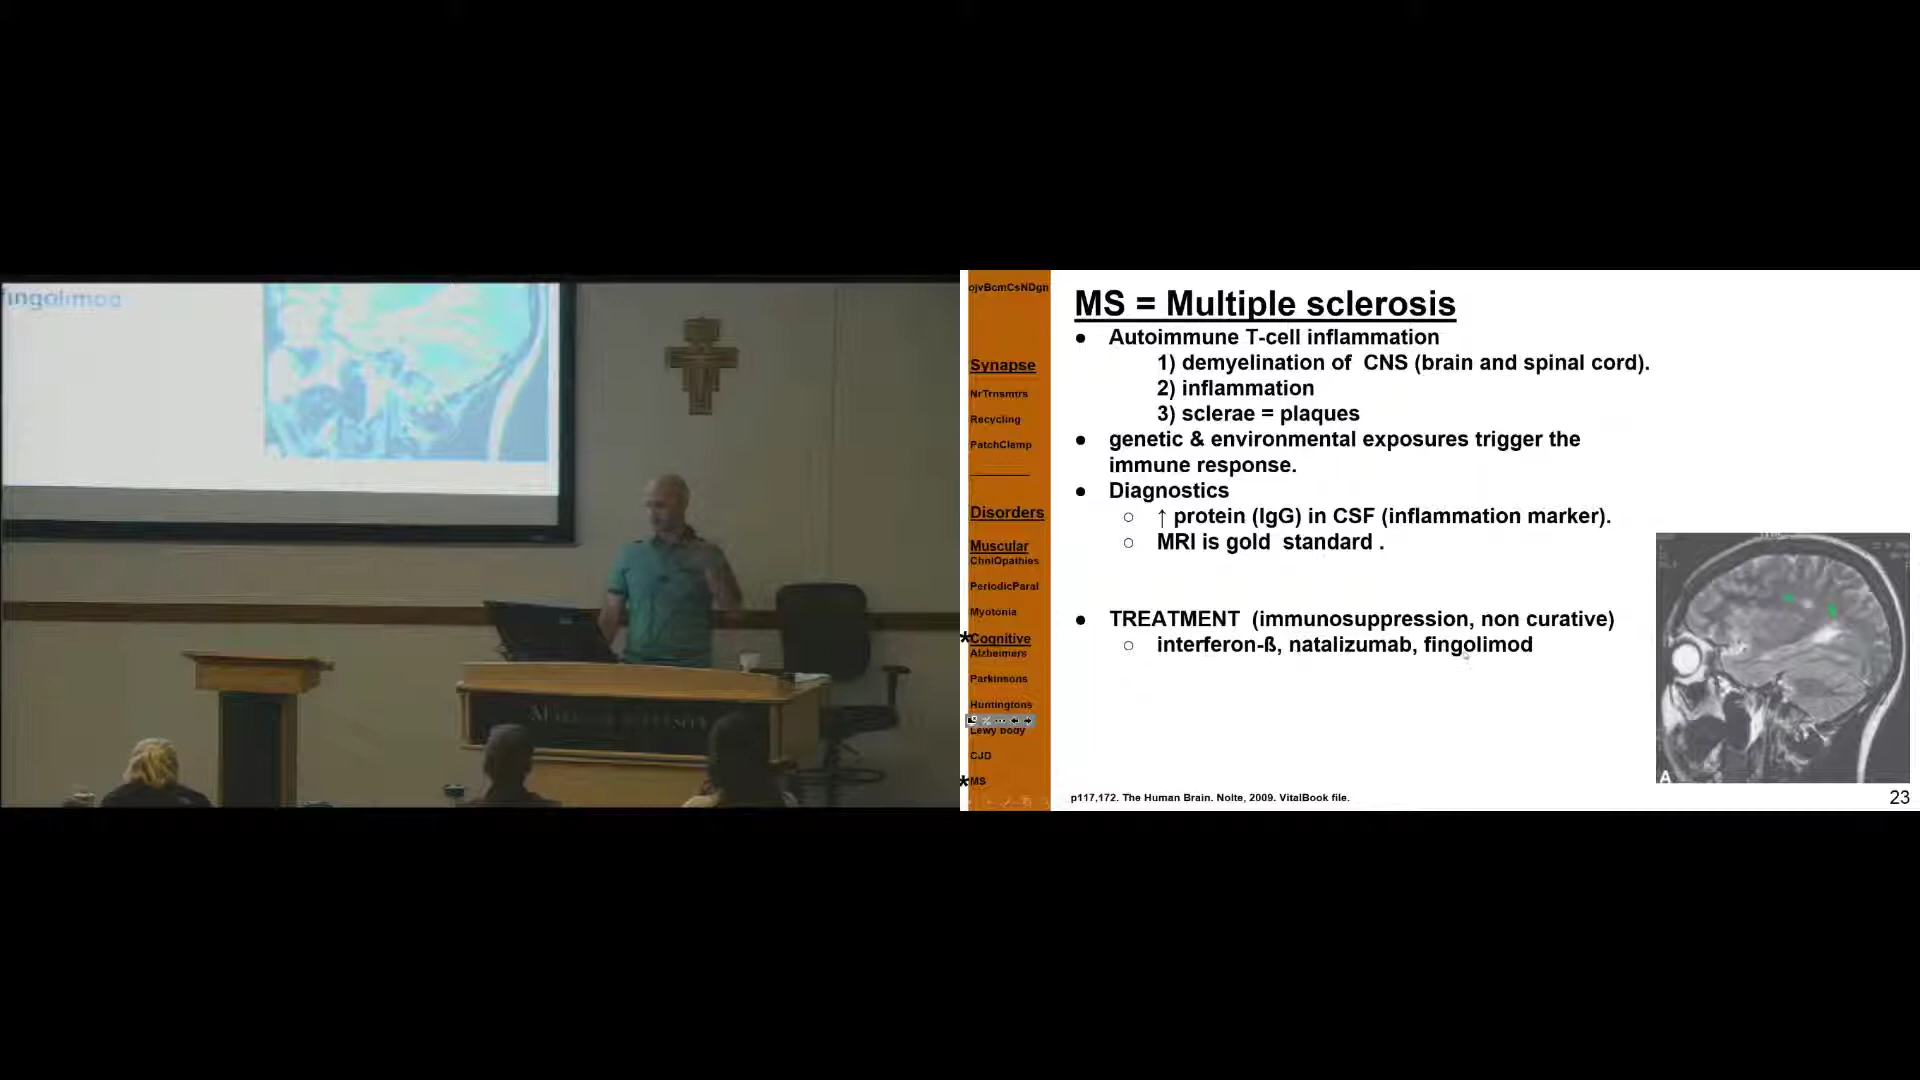 fingolimod
ojvBcmCsNDgn
Synapse
NrTrnsmtrs
Recycling
PatchClamp
Disorders
Muscular
ChnlOpathies
PeriodicParal
Myotonia
*Cognitive
Alzheimers
Parkinsons
Huntingtons
Lewy body
CJD
*MS
MS = Multiple sclerosis
● Autoimmune T-cell inflammation
1) demyelination of CNS (brain and spinal cord).
2) inflammation
3) sclerae = plaques
● genetic & environmental exposures trigger the
immune response.
● Diagnostics
○ ↑ protein (IgG) in CSF (inflammation marker).
○ MRI is gold standard .
● TREATMENT (immunosuppression, non curative)
○ interferon-ß, natalizumab, fingolimod
A
p117,172. The Human Brain. Nolte, 2009. VitalBook file.
23